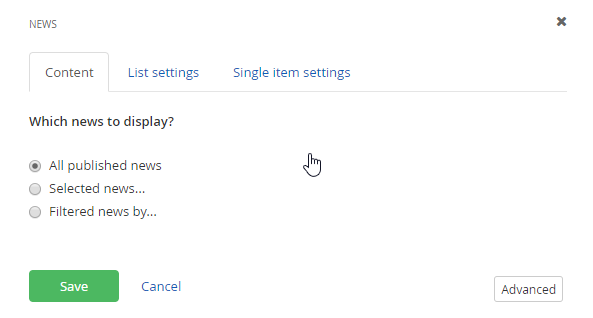 NEWS
Content
List settings
Single item settings
Which news to display?
All published news
Selected news...
Filtered news by...
Save
Cancel
Advanced